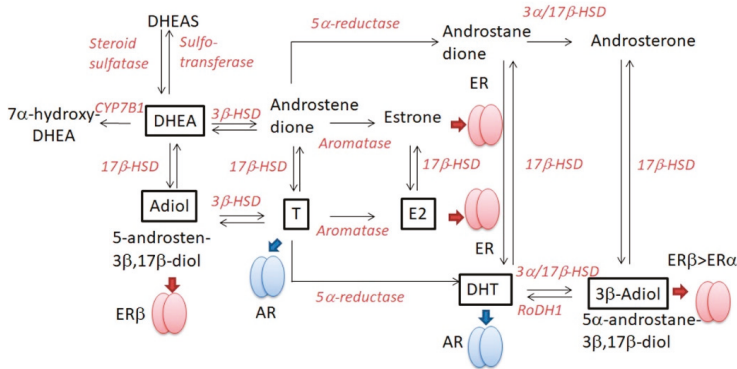 DHEAS
Steroid
sulfatase
Sulfo-
transferase
5α-reductase
Androstane
dione
3α/17β-HSD
Androsterone
ER
7α-hydroxy-
DHEA
CYP7B1
DHEA
3β-HSD
Androstene
dione
Aromatase
Estrone
17β-HSD
17β-HSD
17β-HSD
17β-HSD
17β-HSD
Adiol
3β-HSD
T
Aromatase
E2
ER
5-androsten-
3β,17β-diol
ERβ
AR
5α-reductase
DHT
3α/17β-HSD
RoDH1
3β-Adiol
ERβ>ERα
5α-androstane-
3β,17β-diol
AR